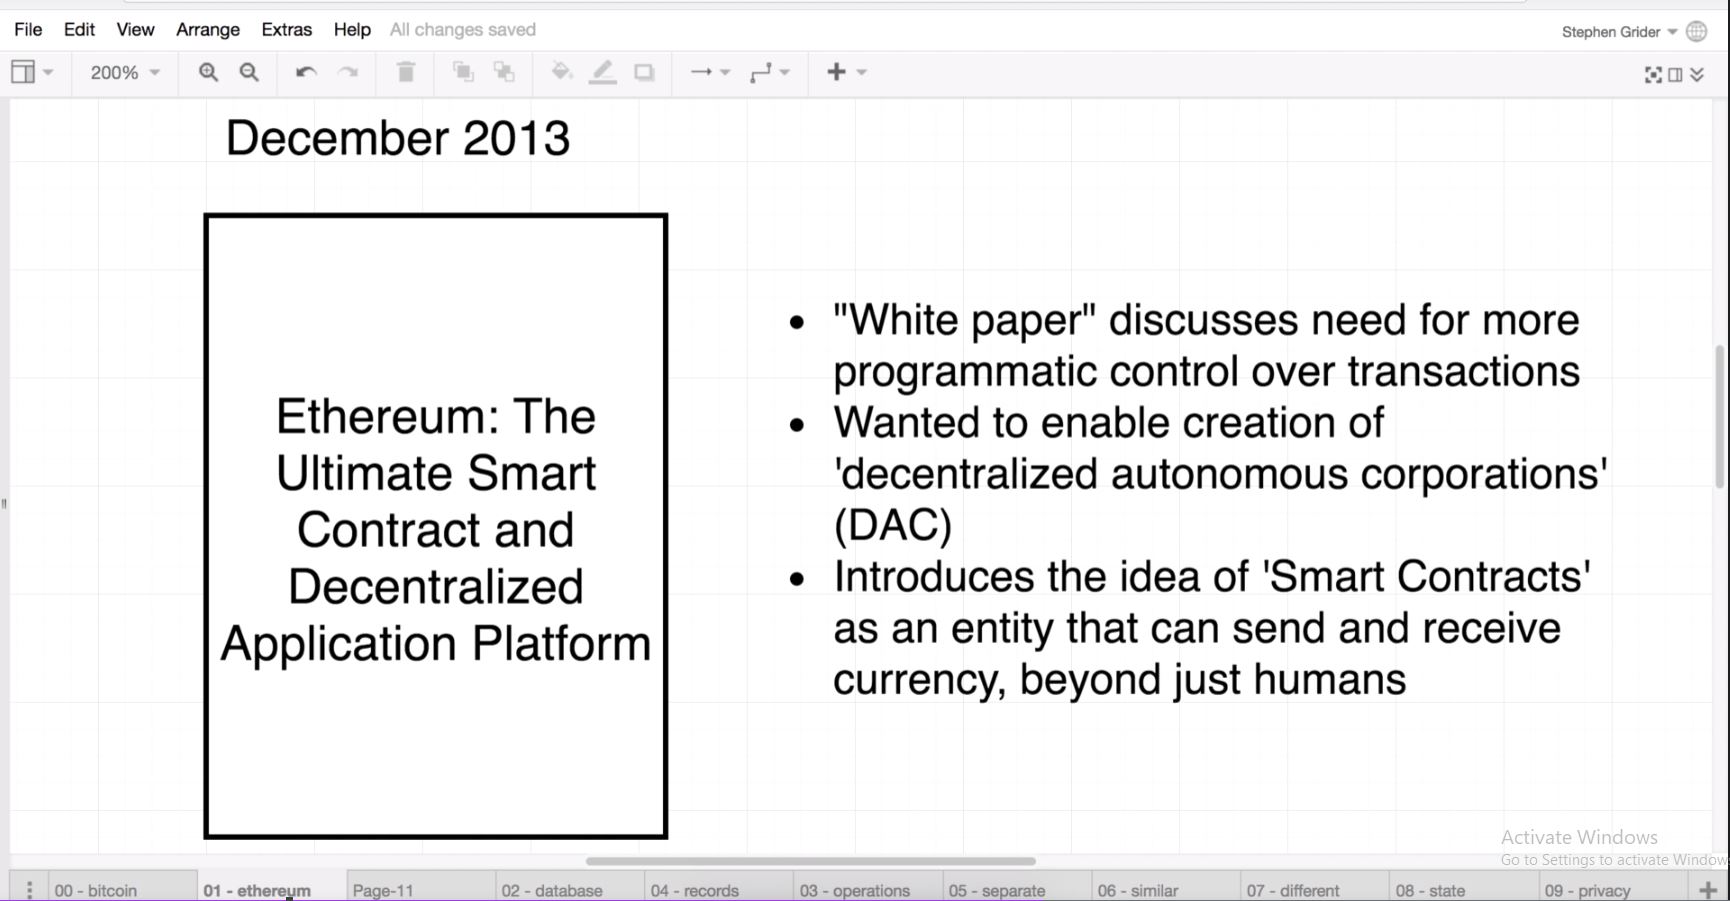 File Edit View Arrange Extras Help All changes saved
Stephen Grider
200%
December 2013
Ethereum: The
Ultimate Smart
Contract and
Decentralized
Application Platform
• "White paper" discusses need for more
programmatic control over transactions
• Wanted to enable creation of
'decentralized autonomous corporations'
(DAC)
• Introduces the idea of 'Smart Contracts'
as an entity that can send and receive
currency, beyond just humans
Activate Windows
Go to Settings to activate Window
00 - bitcoin 01 - ethereum Page-11 02 - database 04 - records 03 - operations 05 - separate 06 - similar 07 - different 08 - state 09 - privacy